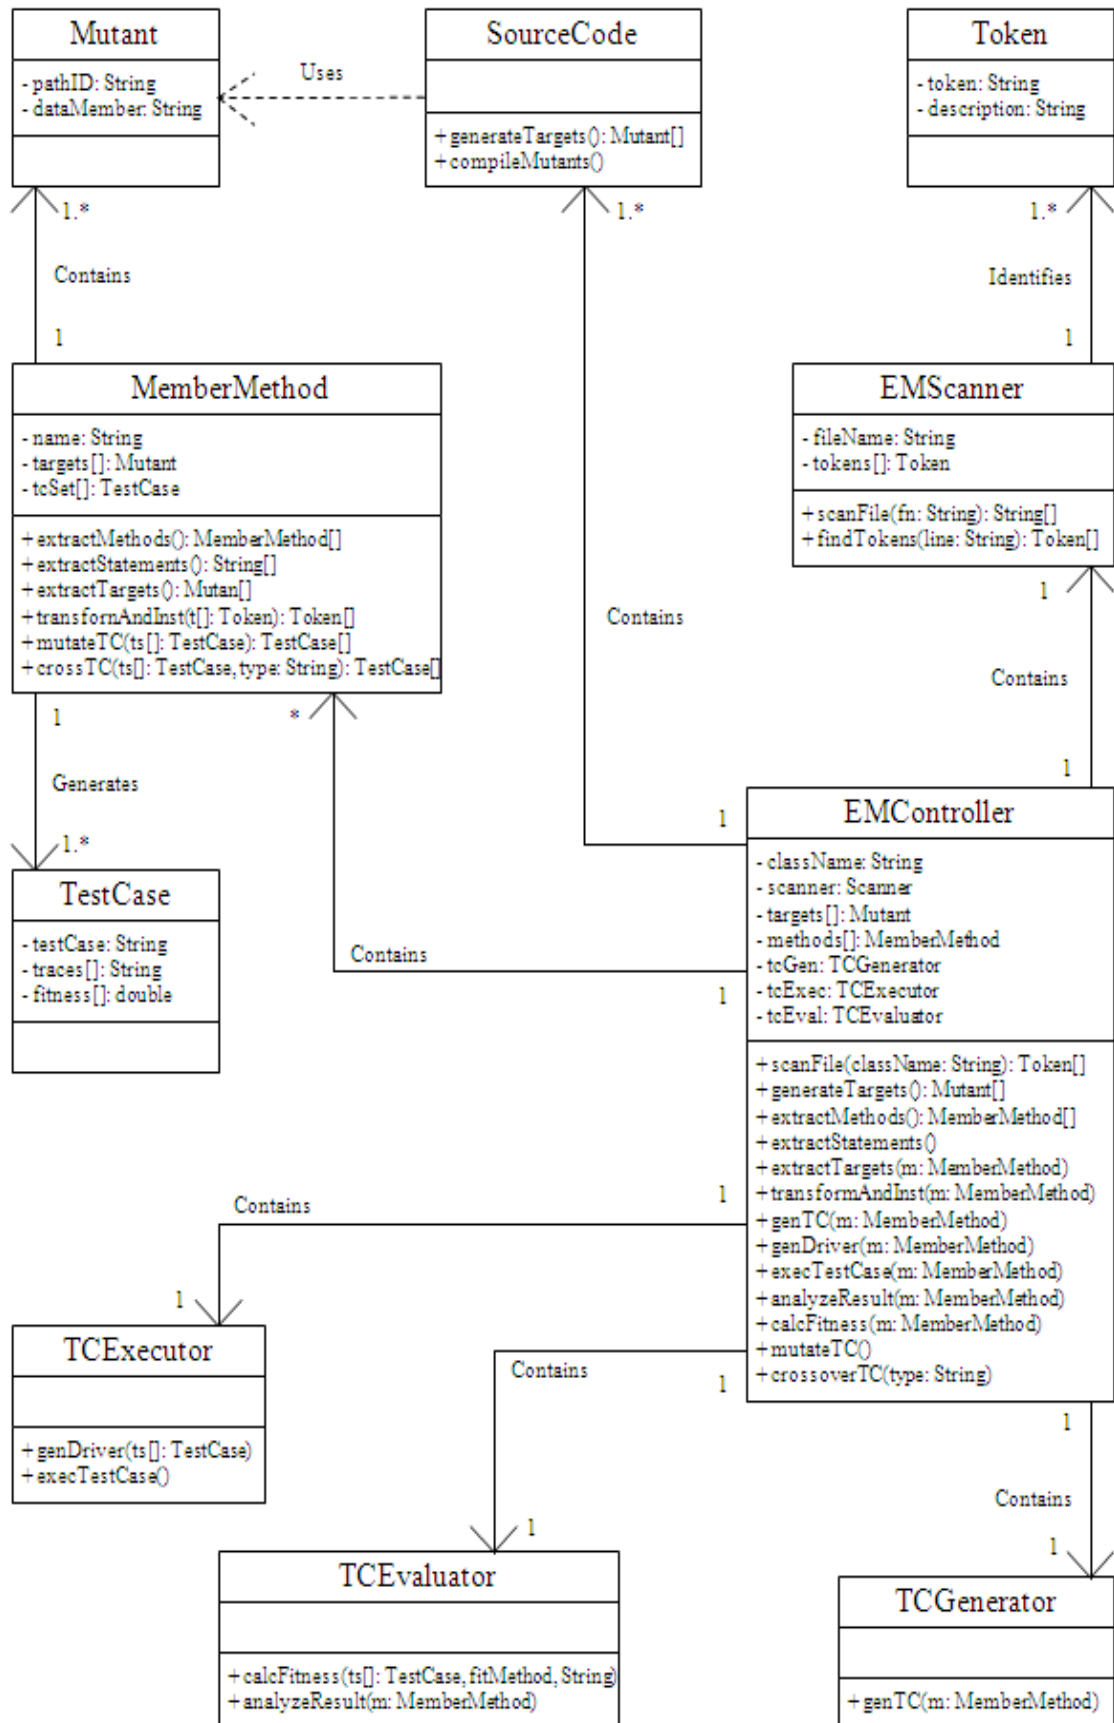 Mutant
- pathID: String
- dataMember: String
Uses
SourceCode
+ generateTargets(): Mutant[]
+ compileMutants()
Token
- token: String
- description: String
1.*
Contains
1
1.*
1.*
Identifies
1
MemberMethod
- name: String
- targets[]: Mutant
- tcSet[]: TestCase
+ extractMethods(): MemberMethod[]
+ extractStatements(): String[]
+ extractTargets(): Mutan[]
+ transfornAndInst(t[]: Token): Token[]
+ mutateTC(ts[]: TestCase): TestCase[]
+ crossTC(ts[]: TestCase, type: String): TestCase[]
EMScanner
- fileName: String
- tokens[]: Token
+ scanFile(fn: String): String[]
+ findTokens(line: String): Token[]
Contains
1
Contains
1
1
Generates
1.*
*
Contains
1
1
TestCase
- testCase: String
- traces[]: String
- fitness[]: double
EMController
- className: String
- scanner: Scanner
- targets[]: Mutant
- methods[]: MemberMethod
- tcGen: TCGenerator
- tcExec: TCExecutor
- tcEval: TCEvaluator
+ scanFile(className: String): Token[]
+ generateTargets(): Mutant[]
+ extractMethods(): MemberMethod[]
+ extractStatements()
+ extractTargets(m: MemberMethod)
+ transformAndInst(m: MemberMethod)
+ genTC(m: MemberMethod)
+ genDriver(m: MemberMethod)
+ execTestCase(m: MemberMethod)
+ analyzeResult(m: MemberMethod)
+ calcFitness(m: MemberMethod)
+ mutateTC()
+ crossoverTC(type: String)
Contains
1
1
TCExecutor
+ genDriver(ts[]: TestCase)
+ execTestCase()
Contains
1
1
TCEvaluator
+ calcFitness(ts[]: TestCase, fitMethod, String)
+ analyzeResult(m: MemberMethod)
1
Contains
1
TCGenerator
+ genTC(m: MemberMethod)